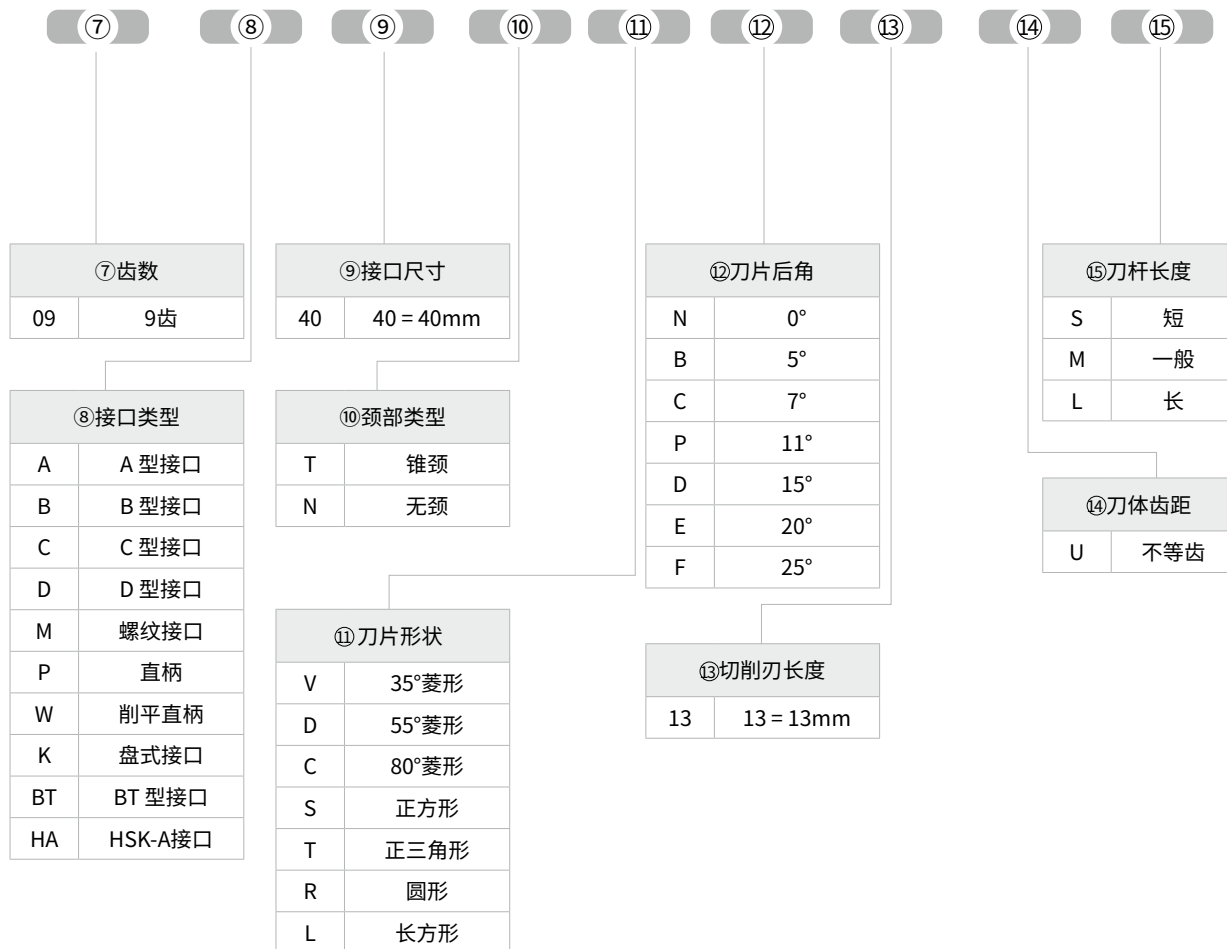 ⑦ ⑧ ⑨ ⑩ ⑪ ⑫ ⑬ ⑭ ⑮
⑦齿数
09 9齿
⑧接口类型
A A 型接口
B B 型接口
C C 型接口
D D 型接口
M 螺纹接口
P 直柄
W 削平直柄
K 盘式接口
BT BT 型接口
HA HSK-A接口
⑨接口尺寸
40 40 = 40mm
⑩颈部类型
T 锥颈
N 无颈
⑪刀片形状
V 35°菱形
D 55°菱形
C 80°菱形
S 正方形
T 正三角形
R 圆形
L 长方形
⑫刀片后角
N 0°
B 5°
C 7°
P 11°
D 15°
E 20°
F 25°
⑬切削刃长度
13 13 = 13mm
⑮刀杆长度
S 短
M 一般
L 长
⑭刀体齿距
U 不等齿